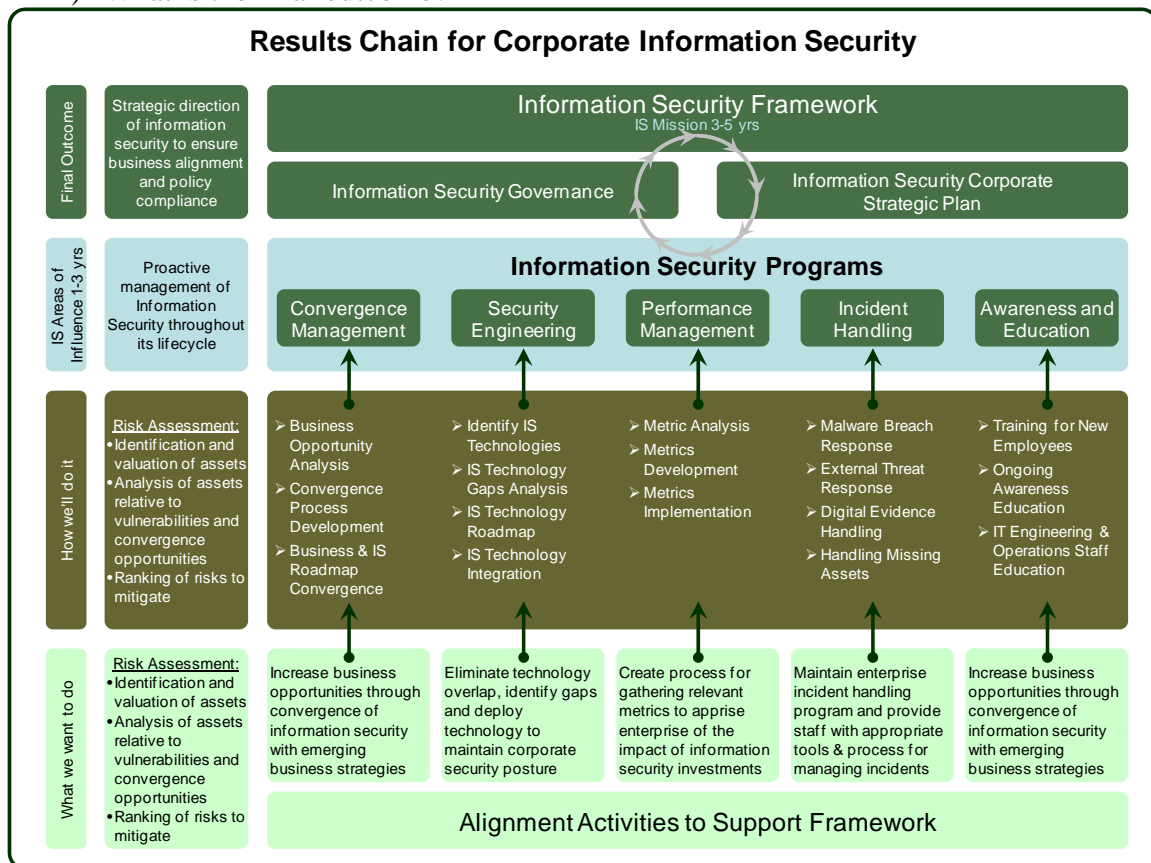 Results Chain for Corporate Information Security
Final Outcome
Strategic direction
of information
security to ensure
business alignment
and policy
compliance
Information Security Framework
IS Mission 3-5 yrs
Information Security Governance
Information Security Corporate
Strategic Plan
IS Areas of
Influence 1-3 yrs
Proactive
management of
Information
Security throughout
its lifecycle
Information Security Programs
Convergence
Management
Security
Engineering
Performance
Management
Incident
Handling
Awareness and
Education
How we'll do it
Risk Assessment:
•Identification and
valuation of assets
•Analysis of assets
relative to
vulnerabilities and
convergence
opportunities
•Ranking of risks to
mitigate
➢ Business
Opportunity
Analysis
➢ Convergence
Process
Development
➢ Business & IS
Roadmap
Convergence
➢ Identify IS
Technologies
➢ IS Technology
Gaps Analysis
➢ IS Technology
Roadmap
➢ IS Technology
Integration
➢ Metric Analysis
➢ Metrics
Development
➢ Metrics
Implementation
➢ Malware Breach
Response
➢ External Threat
Response
➢ Digital Evidence
Handling
➢ Handling Missing
Assets
➢ Training for New
Employees
➢ Ongoing
Awareness
Education
➢ IT Engineering &
Operations Staff
Education
What we want to do
Risk Assessment:
•Identification and
valuation of assets
•Analysis of assets
relative to
vulnerabilities and
convergence
opportunities
•Ranking of risks to
mitigate
Increase business
opportunities through
convergence of
information security
with emerging
business strategies
Eliminate technology
overlap, identify gaps
and deploy
technology to
maintain corporate
security posture
Create process for
gathering relevant
metrics to apprise
enterprise of the
impact of information
security investments
Maintain enterprise
incident handling
program and provide
staff with appropriate
tools & process for
managing incidents
Increase business
opportunities through
convergence of
information security
with emerging
business strategies
Alignment Activities to Support Framework